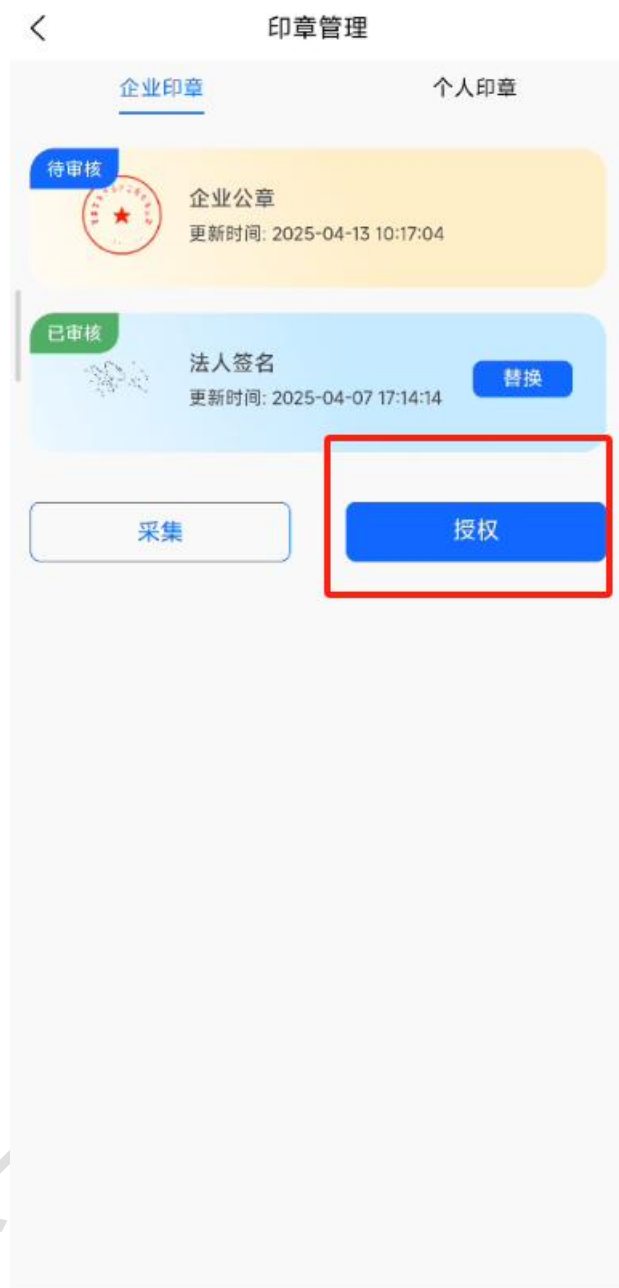 印章管理
企业印章
个人印章
待审核
企业公章
更新时间: 2025-04-13 10:17:04
已审核
法人签名
更新时间: 2025-04-07 17:14:14
替换
采集
授权